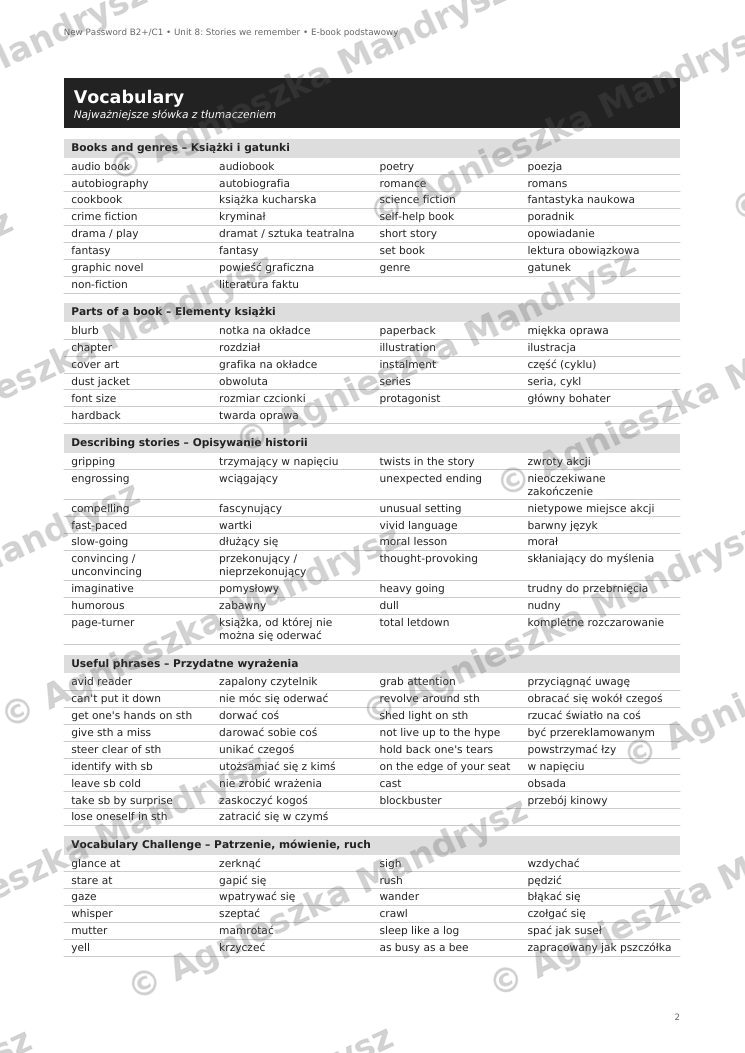 New Password B2+/C1 • Unit 8: Stories we remember • E-book podstawowy
Vocabulary
Najważniejsze słówka z tłumaczeniem
Books and genres – Książki i gatunki
audio book audiobook poetry poezja
autobiography autobiografia romance romans
cookbook książka kucharska science fiction fantastyka naukowa
crime fiction kryminał self-help book poradnik
drama / play dramat / sztuka teatralna short story opowiadanie
fantasy fantasy set book lektura obowiązkowa
graphic novel powieść graficzna genre gatunek
non-fiction literatura faktu
Parts of a book – Elementy książki
blurb notka na okładce paperback miękka oprawa
chapter rozdział illustration ilustracja
cover art grafika na okładce instalment część (cyklu)
dust jacket obwoluta series seria, cykl
font size rozmiar czcionki protagonist główny bohater
hardback twarda oprawa
Describing stories – Opisywanie historii
gripping trzymający w napięciu twists in the story zwroty akcji
engrossing wciągający unexpected ending nieoczekiwane
zakończenie
compelling fascynujący unusual setting nietypowe miejsce akcji
fast-paced wartki vivid language barwny język
slow-going dłużący się moral lesson morał
convincing / przekonujący / thought-provoking skłaniający do myślenia
unconvincing nieprzekonujący
imaginative pomysłowy heavy going trudny do przebrnięcia
humorous zabawny dull nudny
page-turner książka, od której nie total letdown kompletne rozczarowanie
można się oderwać
Useful phrases – Przydatne wyrażenia
avid reader zapalony czytelnik grab attention przyciągnąć uwagę
can't put it down nie móc się oderwać revolve around sth obracać się wokół czegoś
get one's hands on sth dorwać coś shed light on sth rzucać światło na coś
give sth a miss darować sobie coś not live up to the hype być przereklamowanym
steer clear of sth unikać czegoś hold back one's tears powstrzymać łzy
identify with sb utożsamiać się z kimś on the edge of your seat w napięciu
leave sb cold nie zrobić wrażenia cast obsada
take sb by surprise zaskoczyć kogoś blockbuster przebój kinowy
lose oneself in sth zatracić się w czymś
Vocabulary Challenge – Patrzenie, mówienie, ruch
glance at zerknąć sigh wzdychać
stare at gapić się rush pędzić
gaze wpatrywać się wander błąkać się
whisper szeptać crawl czołgać się
mutter mamrotać sleep like a log spać jak suseł
yell krzyczeć as busy as a bee zapracowany jak pszczółka
2
© Agnieszka Mandrysz